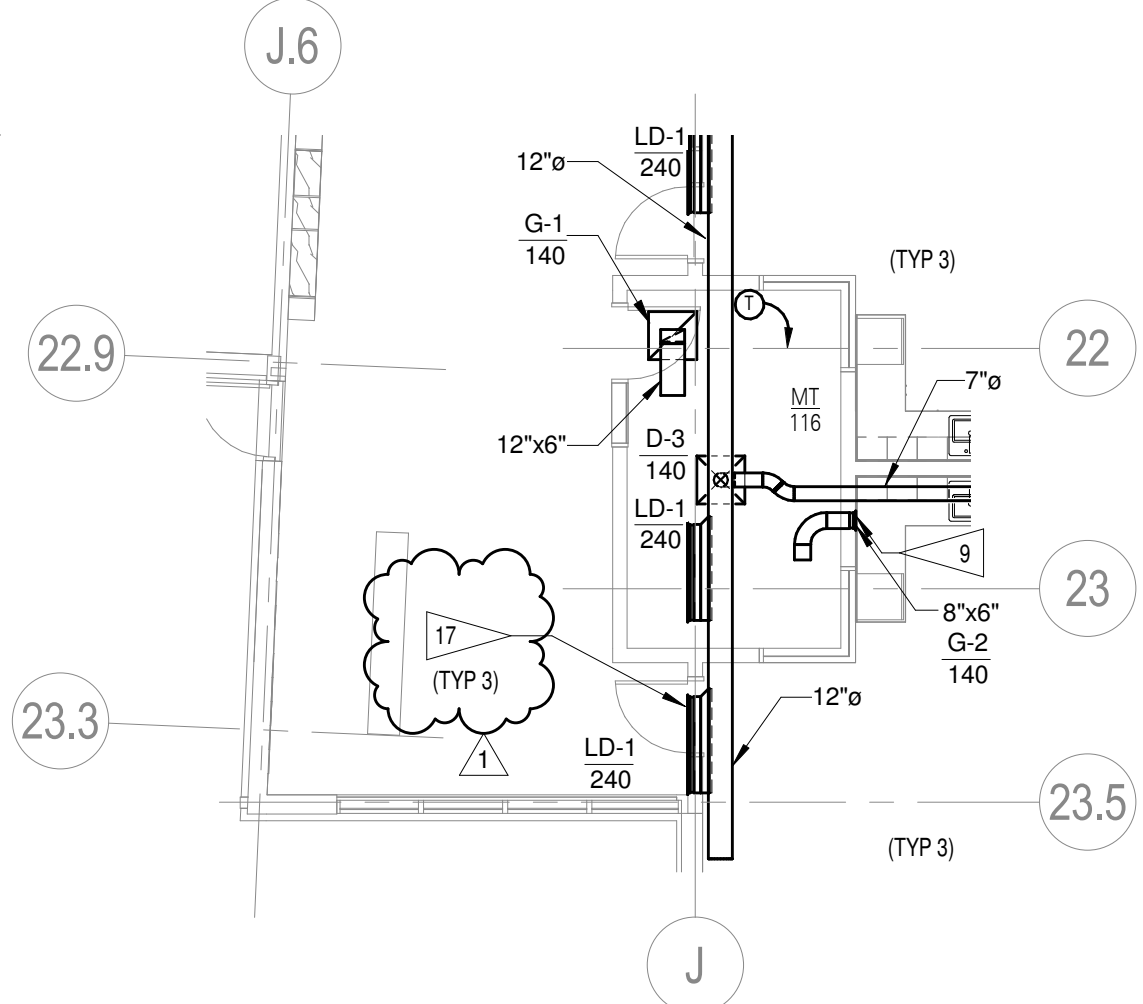 J.6
LD-1
240
12"ø
G-1
140
(TYP 3)
T
22.9
22
7"ø
MT
116
12"x6"
D-3
140
LD-1
240
9
23
8"x6"
G-2
140
17
(TYP 3)
12"ø
23.3
1
LD-1
240
23.5
(TYP 3)
J